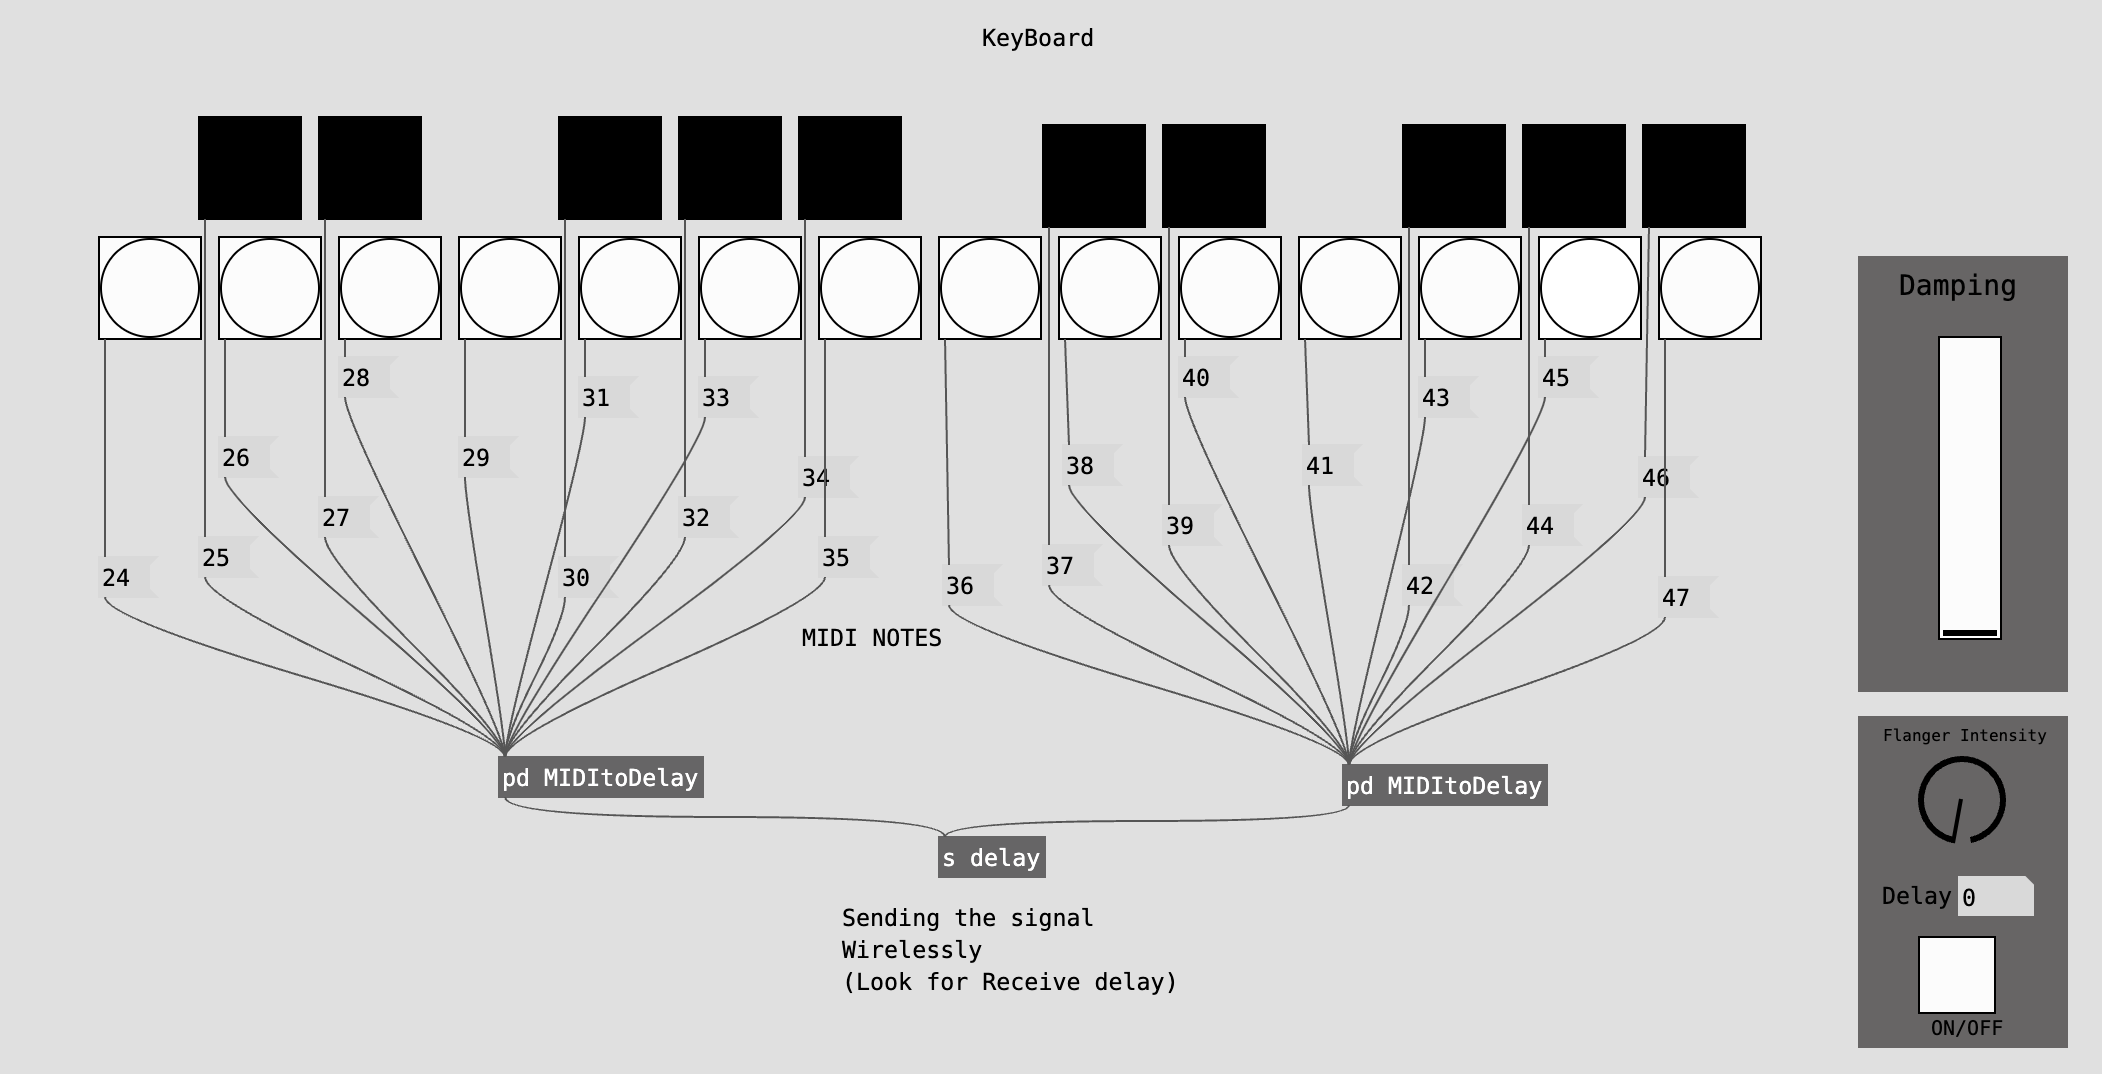 KeyBoard
Damping
28
40
45
31
33
43
26
29
38
41
34
46
27
32
39
44
25
35
37
24
30
36
42
47
MIDI NOTES
Flanger Intensity
pd MIDItoDelay
pd MIDItoDelay
s delay
Delay 0
Sending the signal
Wirelessly
(Look for Receive delay)
ON/OFF